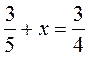 3/5 ÷ x = 3/4